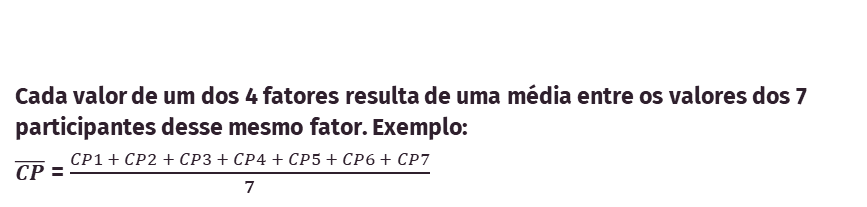 Cada valor de um dos 4 fatores resulta de uma média entre os valores dos 7
participantes desse mesmo fator. Exemplo:
CP1 + CP2 + CP3 + CP4 + CP5 + CP6 + CP7
C̅P̅ =
7